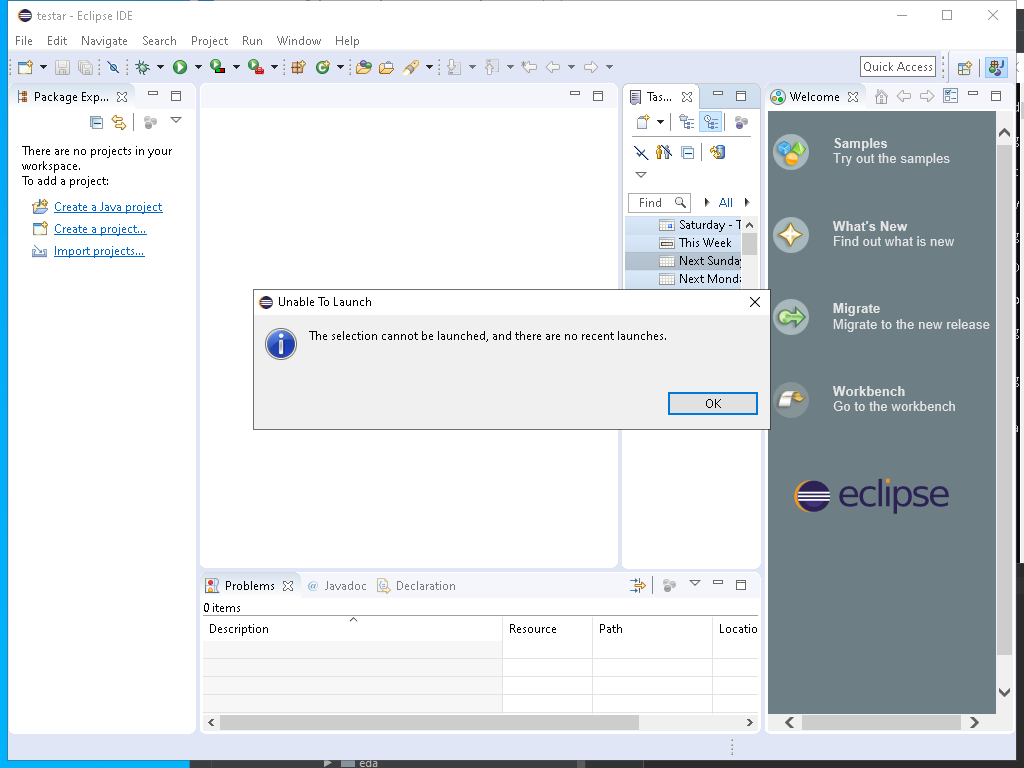 testar - Eclipse IDE
File Edit Navigate Search Project Run Window Help
Quick Access
Package Exp...
There are no projects in your
workspace.
To add a project:
Create a Java project
Create a project...
Import projects...
Tas...
Find
All
Saturday - T
This Week
Next Sunda
Next Monda
Welcome
Samples
Try out the samples
What's New
Find out what is new
Migrate
Migrate to the new release
Workbench
Go to the workbench
eclipse
Unable To Launch
The selection cannot be launched, and there are no recent launches.
OK
Problems @ Javadoc Declaration
0 items
Description Resource Path Locatio
eda